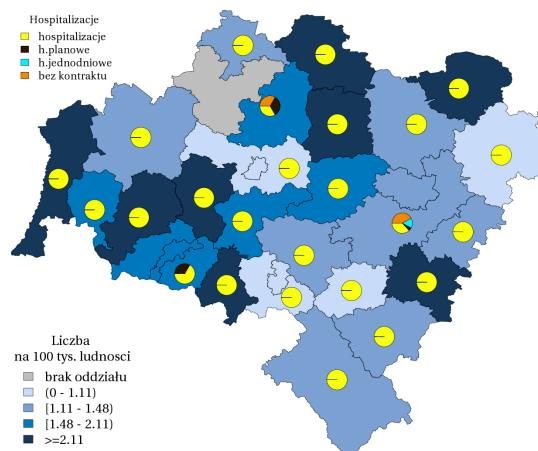 Hospitalizacje
hospitalizacje
h.planowe
h.jednodniowe
bez kontraktu
Liczba
na 100 tys. ludnosci
brak oddziału
(0 - 1.11)
[1.11 - 1.48)
[1.48 - 2.11)
>=2.11